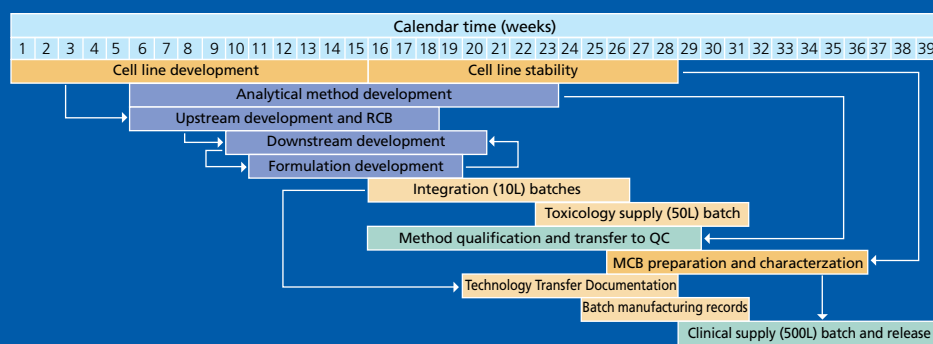 Calendar time (weeks)
1 2 3 4 5 6 7 8 9 10 11 12 13 14 15 16 17 18 19 20 21 22 23 24 25 26 27 28 29 30 31 32 33 34 35 36 37 38 39
Cell line development Cell line stability
Analytical method development
Upstream development and RCB
Downstream development
Formulation development
Integration (10L) batches
Toxicology supply (50L) batch
Method qualification and transfer to QC
MCB preparation and characterzation
Technology Transfer Documentation
Batch manufacturing records
Clinical supply (500L) batch and release